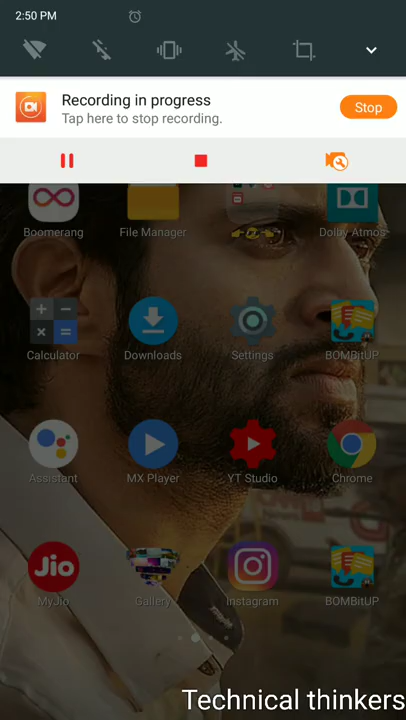 2:50 PM
Recording in progress
Stop
Tap here to stop recording.
Boomerang
File Manager
Dolby Atmos
Calculator
Downloads
Settings
BOMBitUP
Assistant
MX Player
YT Studio
Chrome
Jio
MyJio
Gallery
Instagram
BOMBitUP
Technical thinkers